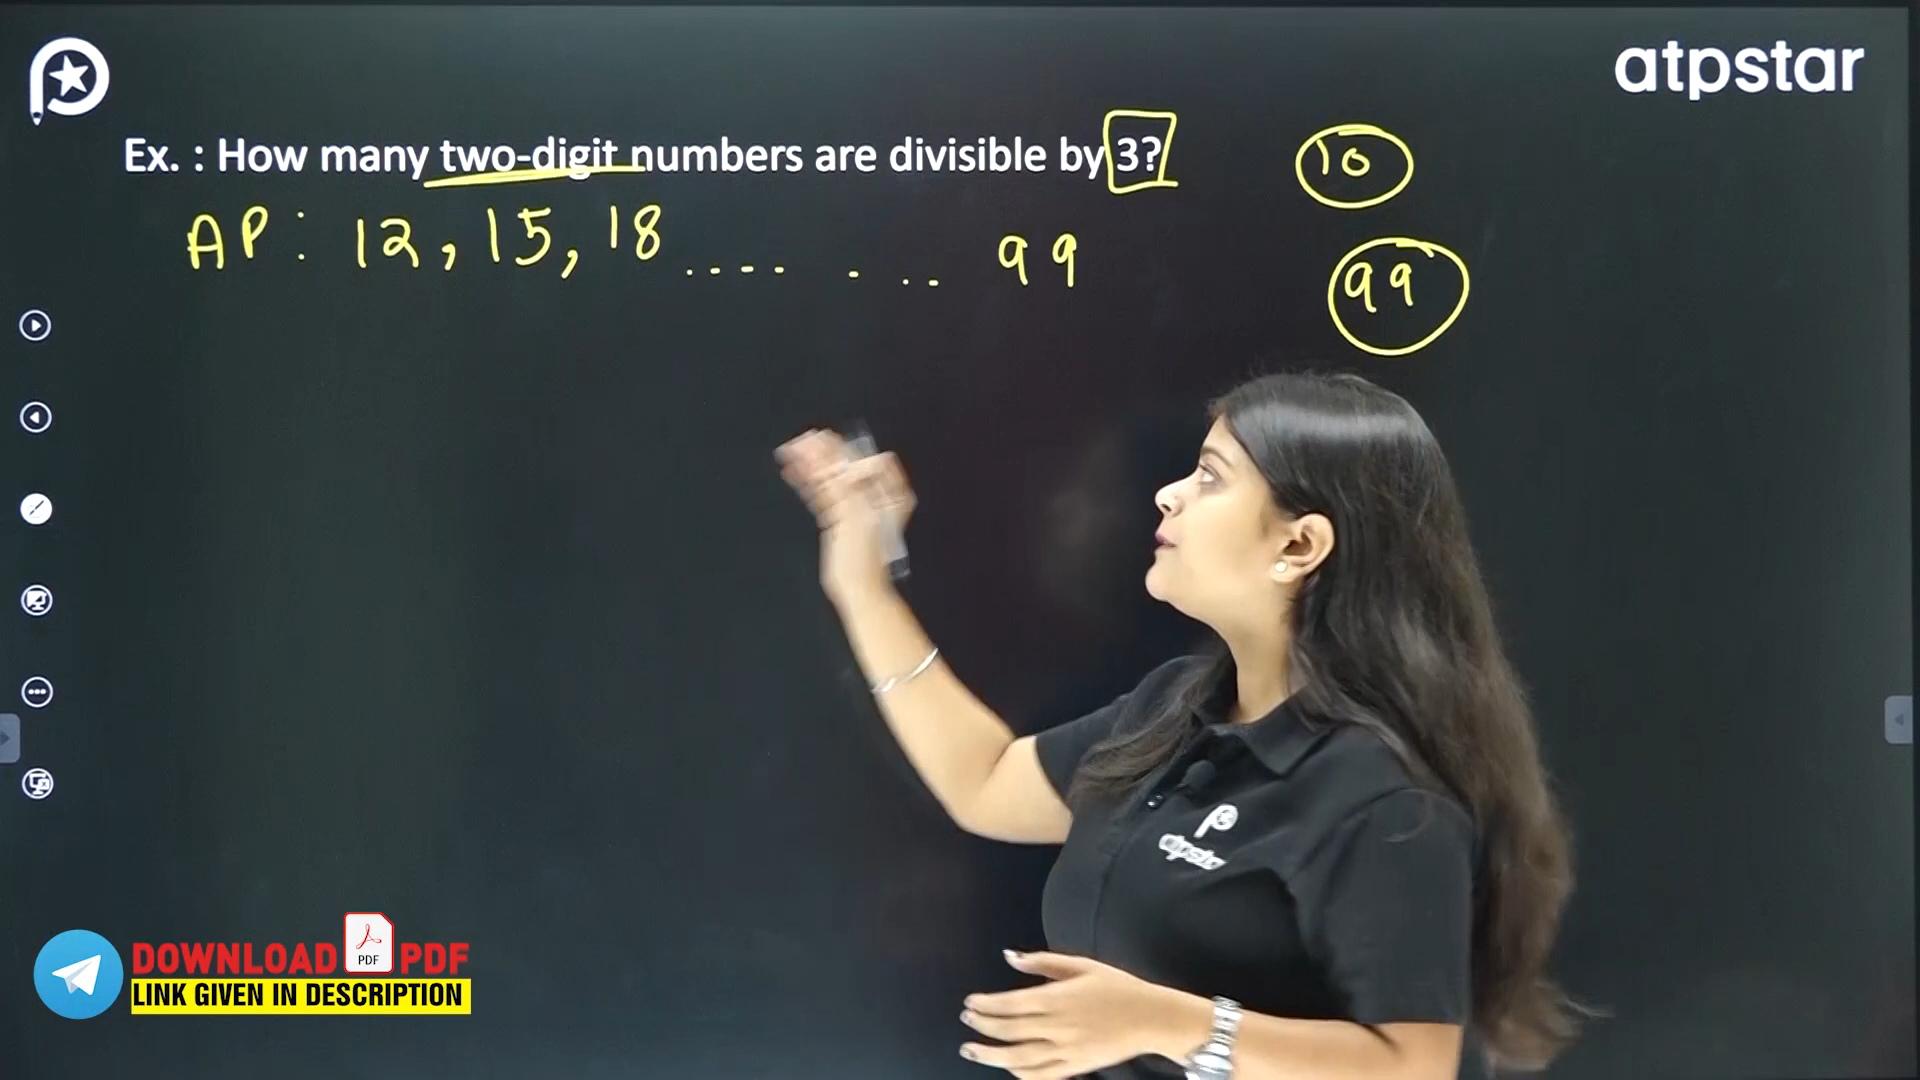 atpstar
Ex. : How many two-digit numbers are divisible by 3?
10
AP : 12, 15, 18 .... . .. 99
99
atpstar
DOWNLOAD PDF PDF
LINK GIVEN IN DESCRIPTION